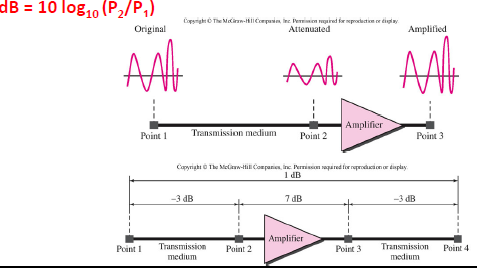 dB = 10 log₁₀ (P₂/P₁)
Copyright © The McGraw-Hill Companies, Inc. Permission required for reproduction or display.
Original Attenuated Amplified
Amplifier
Point 1 Transmission medium Point 2 Point 3
Copyright © The McGraw-Hill Companies, Inc. Permission required for reproduction or display.
1 dB
−3 dB 7 dB −3 dB
Amplifier
Point 1 Transmission Point 2 Point 3 Transmission Point 4
medium medium